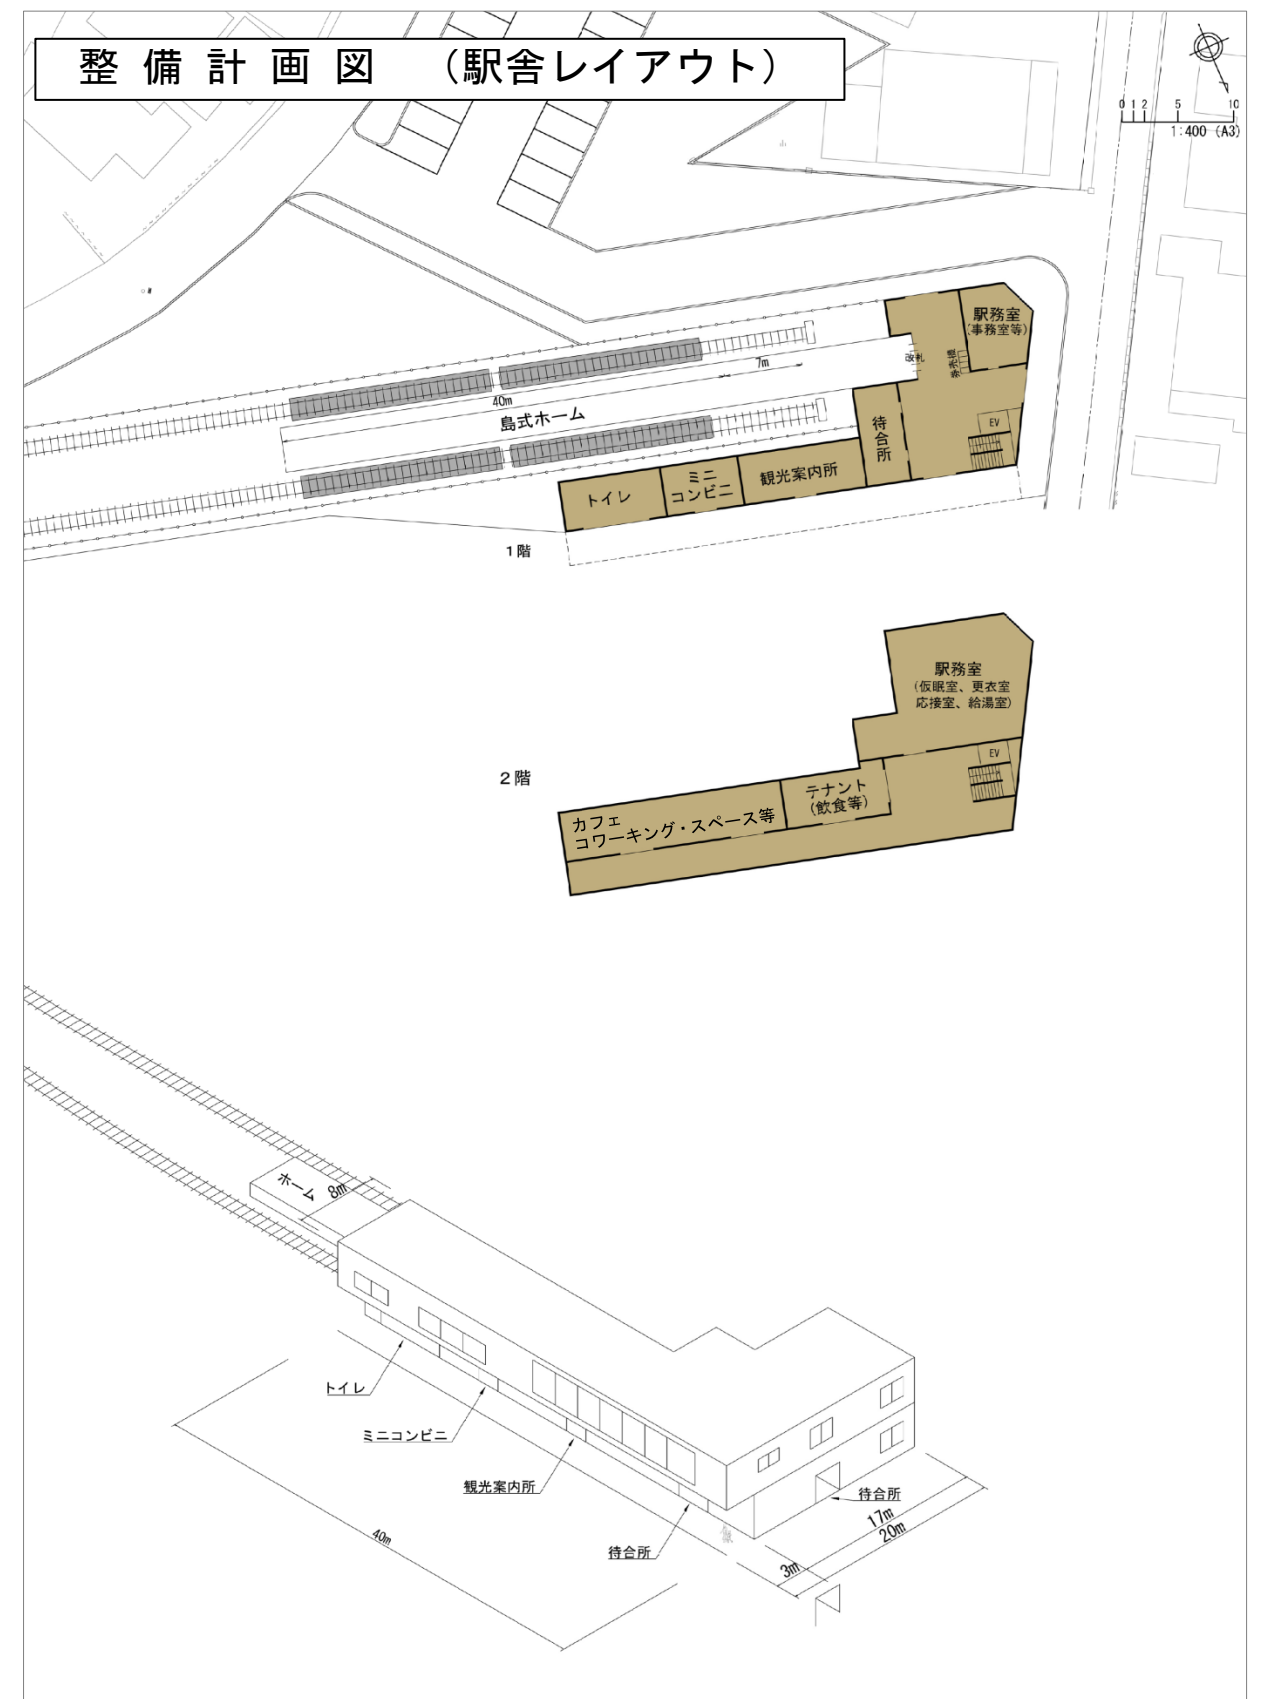 整備計画図 （駅舎レイアウト）
0 1 2 5 10
1:400 (A3)
駅務室
(事務室等)
改札
券売機
7m
40m
島式ホーム
EV
待合所
観光案内所
ミニ
コンビニ
トイレ
1階
駅務室
(仮眠室、更衣室
応接室、給湯室)
EV
2階
テナント
(飲食等)
カフェ
コワーキング・スペース等
ホーム
8m
トイレ
ミニコンビニ
観光案内所
待合所
待合所
17m
20m
3m
40m